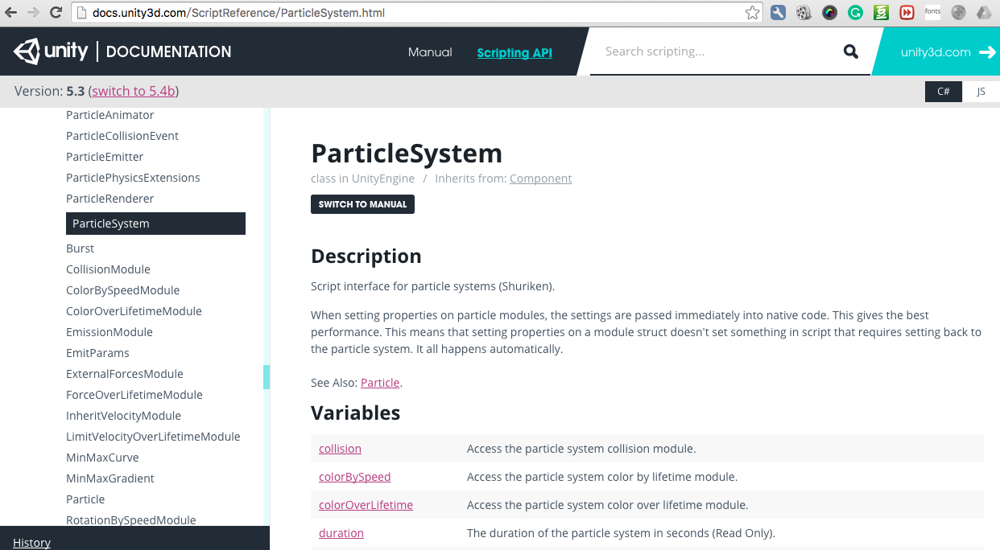 docs.unity3d.com/ScriptReference/ParticleSystem.html
fonts
unity | DOCUMENTATION
Manual
Scripting API
Search scripting...
unity3d.com
Version: 5.3 (switch to 5.4b)
C#
JS
ParticleAnimator
ParticleCollisionEvent
ParticleEmitter
ParticlePhysicsExtensions
ParticleRenderer
ParticleSystem
Burst
CollisionModule
ColorBySpeedModule
ColorOverLifetimeModule
EmissionModule
EmitParams
ExternalForcesModule
ForceOverLifetimeModule
InheritVelocityModule
LimitVelocityOverLifetimeModule
MinMaxCurve
MinMaxGradient
Particle
RotationBySpeedModule
History
ParticleSystem
class in UnityEngine / Inherits from: Component
SWITCH TO MANUAL
Description
Script interface for particle systems (Shuriken).
When setting properties on particle modules, the settings are passed immediately into native code. This gives the best
performance. This means that setting properties on a module struct doesn't set something in script that requires setting back to
the particle system. It all happens automatically.
See Also: Particle.
Variables
collision Access the particle system collision module.
colorBySpeed Access the particle system color by lifetime module.
colorOverLifetime Access the particle system color over lifetime module.
duration The duration of the particle system in seconds (Read Only).